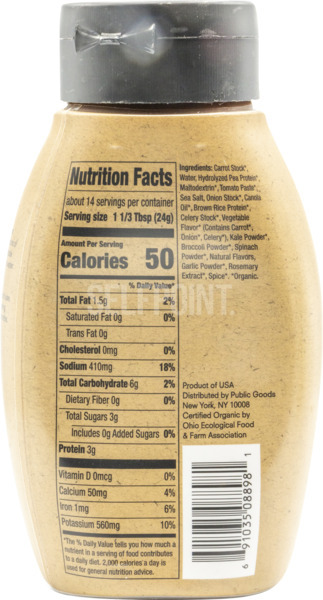 Nutrition Facts
about 14 servings per container
Serving size 1 1/3 Tbsp (24g)
Amount Per Serving
Calories 50
% Daily Value*
Total Fat 1.5g 2%
Saturated Fat 0g 0%
Trans Fat 0g
Cholesterol 0mg 0%
Sodium 410mg 18%
Total Carbohydrate 6g 2%
Dietary Fiber 0g 0%
Total Sugars 3g
Includes 0g Added Sugars 0%
Protein 3g
Vitamin D 0mcg 0%
Calcium 50mg 4%
Iron 1mg 6%
Potassium 560mg 10%
*The % Daily Value tells you how much a
nutrient in a serving of food contributes
to a daily diet. 2,000 calories a day is
used for general nutrition advice.
Ingredients: Carrot Stock*,
Water, Hydrolyzed Pea Protein*,
Maltodextrin*, Tomato Paste*,
Sea Salt, Onion Stock*, Canola
Oil*, Brown Rice Protein*,
Celery Stock*, Vegetable
Flavor* (Contains Carrot*,
Onion*, Celery*), Kale Powder*,
Broccoli Powder*, Spinach
Powder*, Natural Flavors,
Garlic Powder*, Rosemary
Extract*, Spice*. *Organic.
Product of USA
Distributed by Public Goods
New York, NY 10008
Certified Organic by
Ohio Ecological Food
& Farm Association
6 91035 08898 1